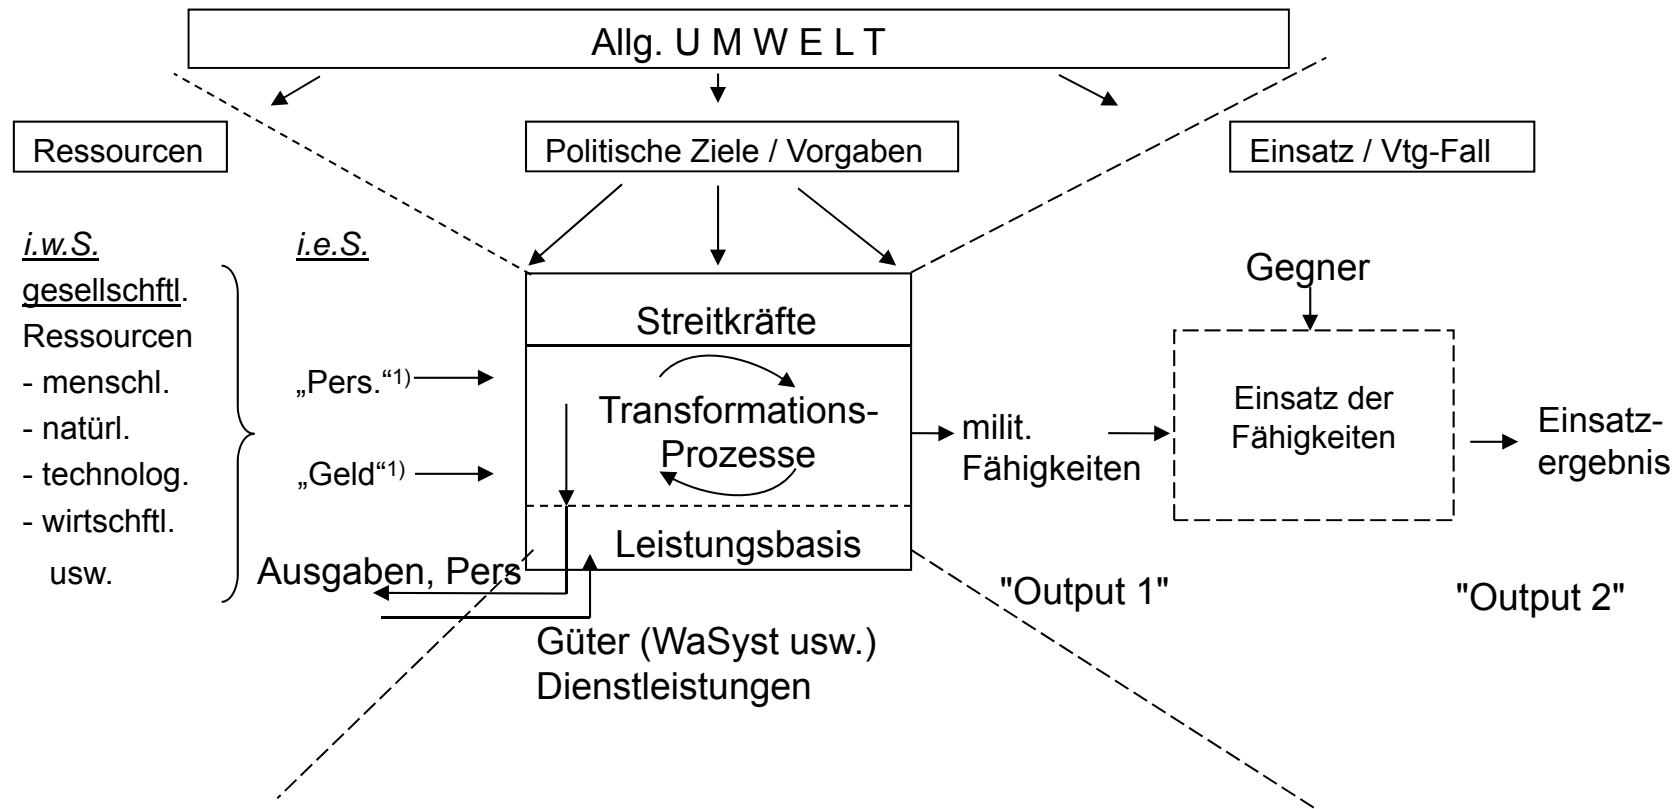 Allg. U M W E L T
Ressourcen
Politische Ziele / Vorgaben
Einsatz / Vtg-Fall
i.w.S.
gesellschftl.
Ressourcen
- menschl.
- natürl.
- technolog.
- wirtschftl.
usw.
i.e.S.
„Pers.“1)
„Geld“1)
Ausgaben, Pers
Streitkräfte
Transformations-
Prozesse
Leistungsbasis
Güter (WaSyst usw.)
Dienstleistungen
milit.
Fähigkeiten
"Output 1"
Gegner
Einsatz der
Fähigkeiten
Einsatz-
ergebnis
"Output 2"